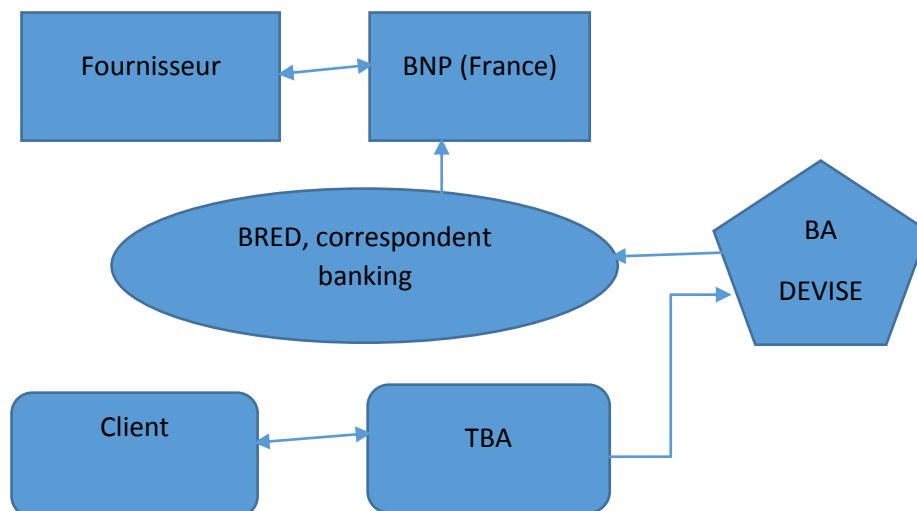 Fournisseur
BNP (France)
BRED, correspondent
banking
BA
DEVISE
Client
TBA